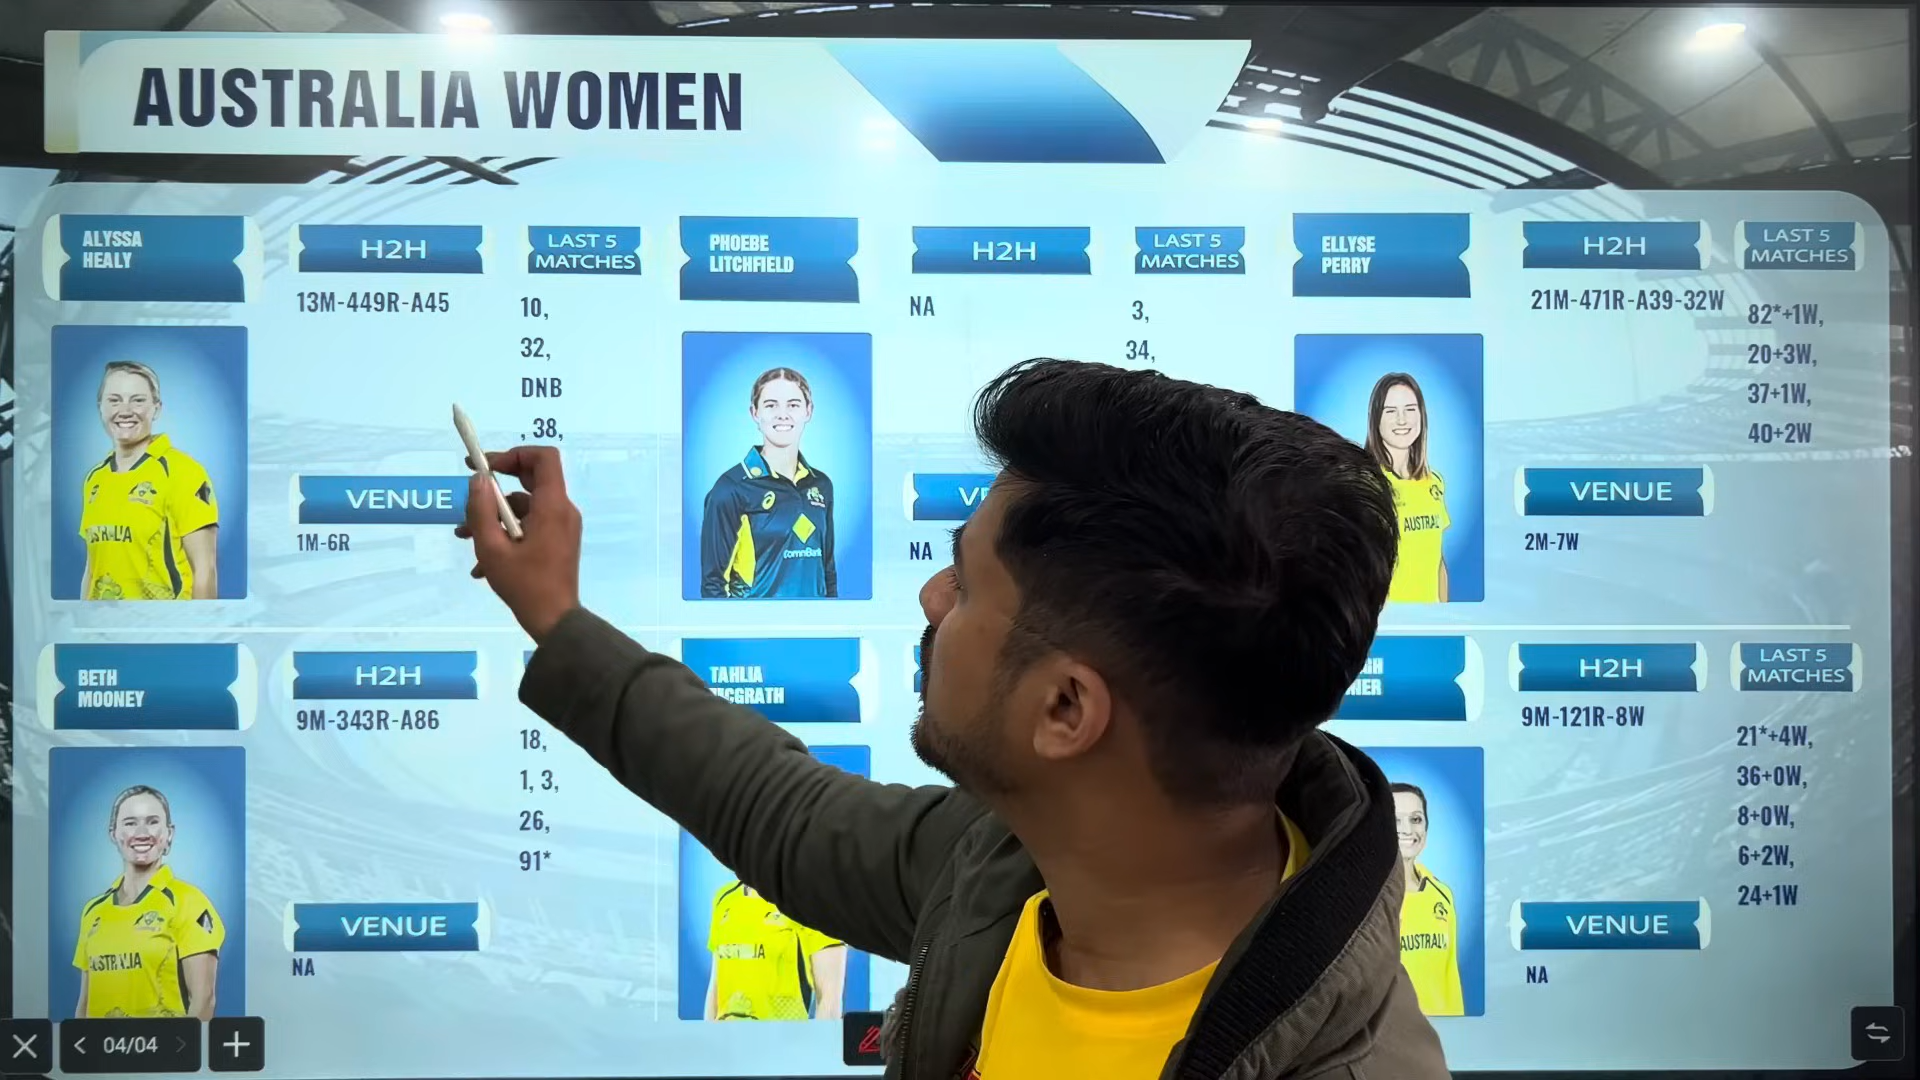 AUSTRALIA WOMEN
ALYSSA
HEALY
H2H
13M-449R-A45
LAST 5
MATCHES
10,
32,
DNB
, 38,
VENUE
1M-6R
PHOEBE
LITCHFIELD
H2H
NA
LAST 5
MATCHES
3,
34,
NA
ELLYSE
PERRY
H2H
21M-471R-A39-32W
LAST 5
MATCHES
82*+1W,
20+3W,
37+1W,
40+2W
VENUE
2M-7W
BETH
MOONEY
H2H
9M-343R-A86
18,
1, 3,
26,
91*
VENUE
NA
TAHLIA
H2H
9M-121R-8W
LAST 5
MATCHES
21*+4W,
36+0W,
8+0W,
6+2W,
24+1W
VENUE
NA
CommBank
04/04